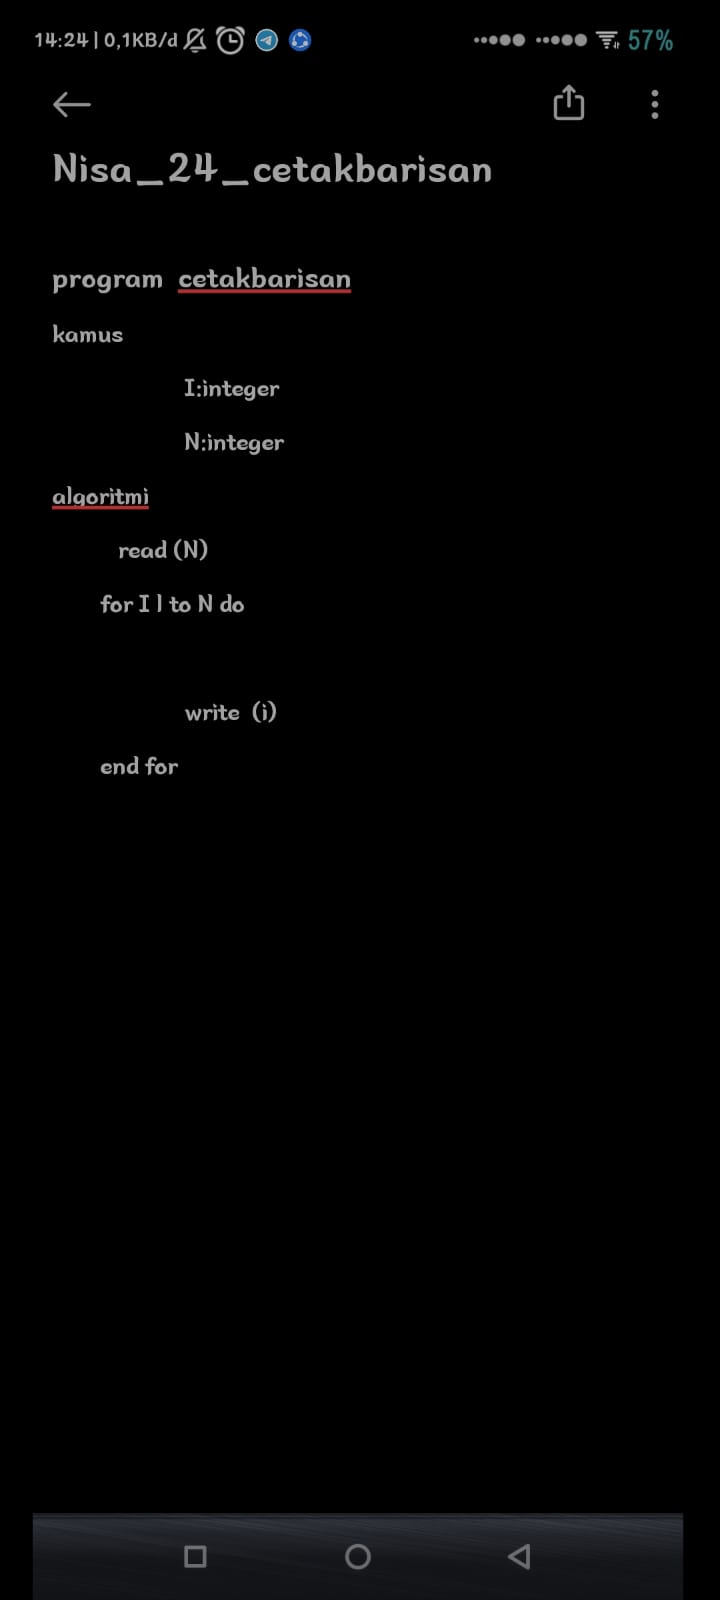 14:24 | 0,1KB/d 57%
Nisa_24_cetakbarisan
program cetakbarisan
kamus
I:integer
N:integer
algoritmi
read (N)
for I l to N do
write (i)
end for